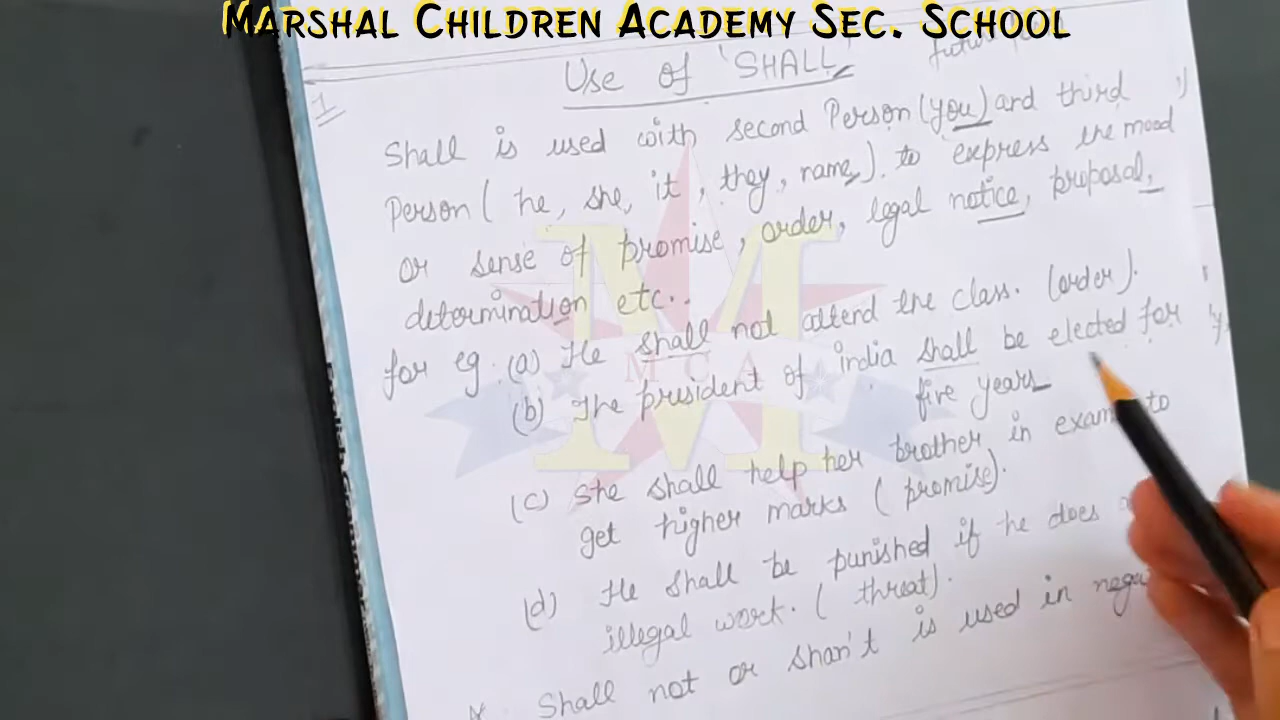 MARSHAL CHILDREN ACADEMY SEC. SCHOOL
Use of 'SHALL'
1
Shall is used with second Person (you) and third
Person ( he, she, it , they , name, ). to express the mood
or sense of promise , order, legal notice, proposal,
determination etc..
for eg. (a) He shall not attend the class. (order).
(b) The president of india shall be elected for
five years
(c) She shall help her brother in exam to
get higher marks ( promise).
(d) He shall be punished if he does
illegal work. ( threat).
Shall not or shan't is used in
M C A